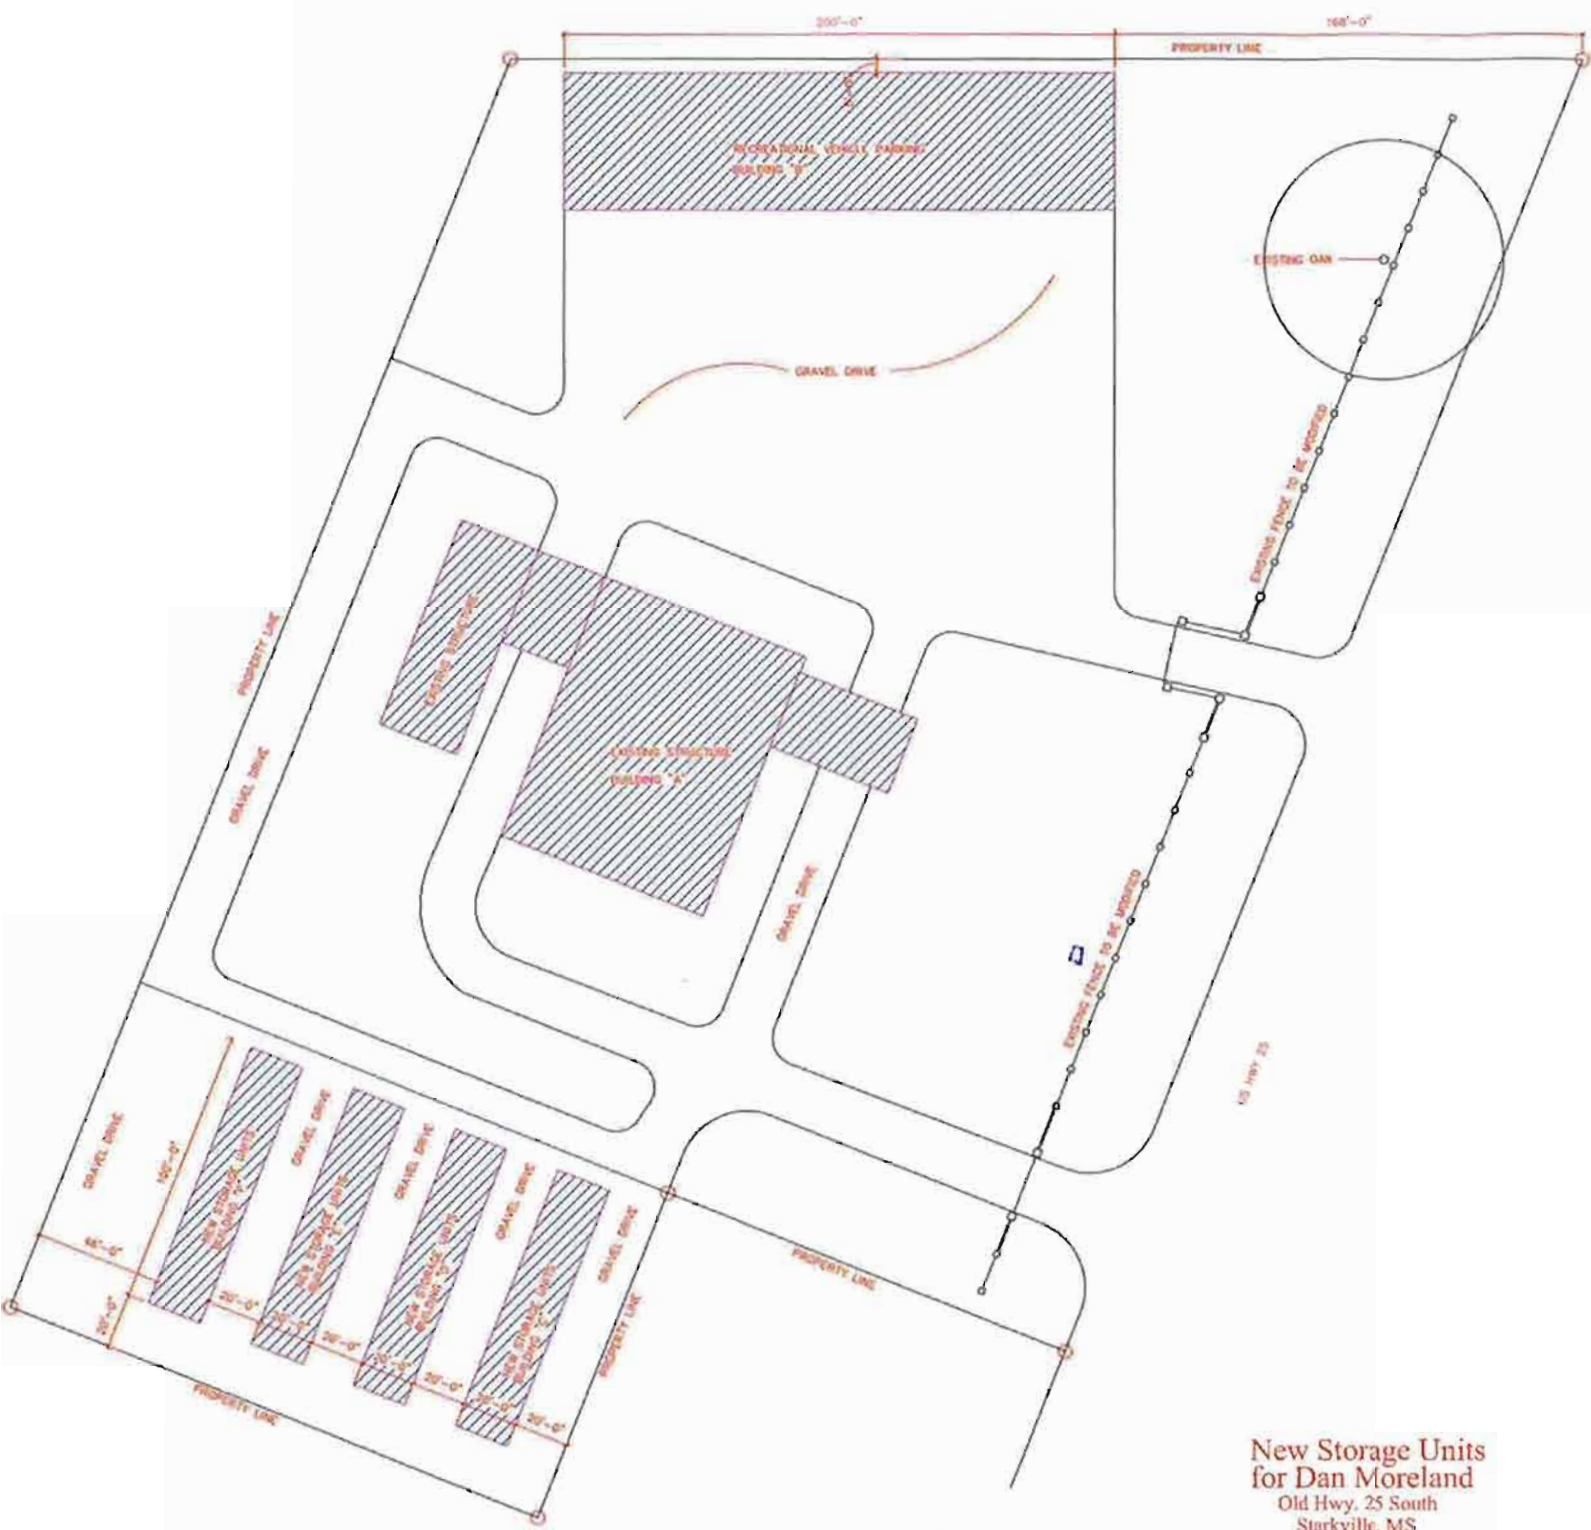 200'-0"
168'-0"
PROPERTY LINE
RECREATIONAL VEHICLE PARKING
BUILDING "B"
EXISTING OAK
GRAVEL DRIVE
EXISTING FENCE TO BE MODIFIED
PROPERTY LINE
EXISTING STRUCTURE
GRAVEL DRIVE
EXISTING STRUCTURE
BUILDING "A"
GRAVEL DRIVE
EXISTING FENCE TO BE MODIFIED
US HWY 25
GRAVEL DRIVE
100'-0"
NEW STORAGE UNITS
BUILDING
GRAVEL DRIVE
NEW STORAGE UNITS
BUILDING
GRAVEL DRIVE
NEW STORAGE UNITS
BUILDING "D"
GRAVEL DRIVE
NEW STORAGE UNITS
BUILDING "C"
GRAVEL DRIVE
PROPERTY LINE
PROPERTY LINE
20'-0"
20'-0"
20'-0"
20'-0"
20'-0"
20'-0"
20'-0"
20'-0"
PROPERTY LINE
New Storage Units
for Dan Moreland
Old Hwy. 25 South
Starkville, MS